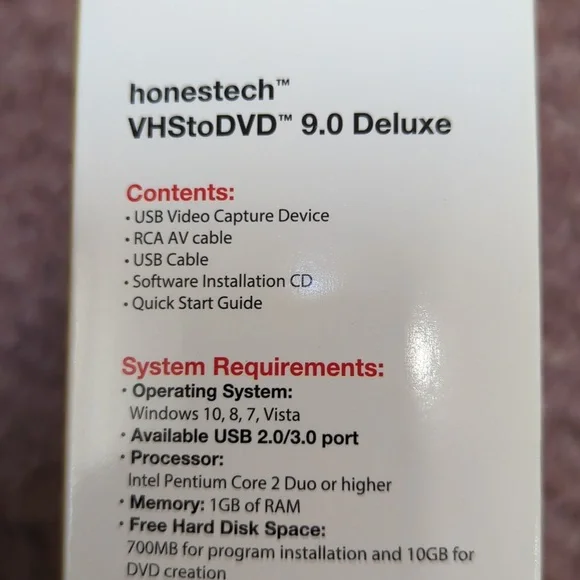 honestech™
VHStoDVD™ 9.0 Deluxe
Contents:
• USB Video Capture Device
• RCA AV cable
• USB Cable
• Software Installation CD
• Quick Start Guide
System Requirements:
• Operating System:
Windows 10, 8, 7, Vista
• Available USB 2.0/3.0 port
• Processor:
Intel Pentium Core 2 Duo or higher
• Memory: 1GB of RAM
• Free Hard Disk Space:
700MB for program installation and 10GB for
DVD creation